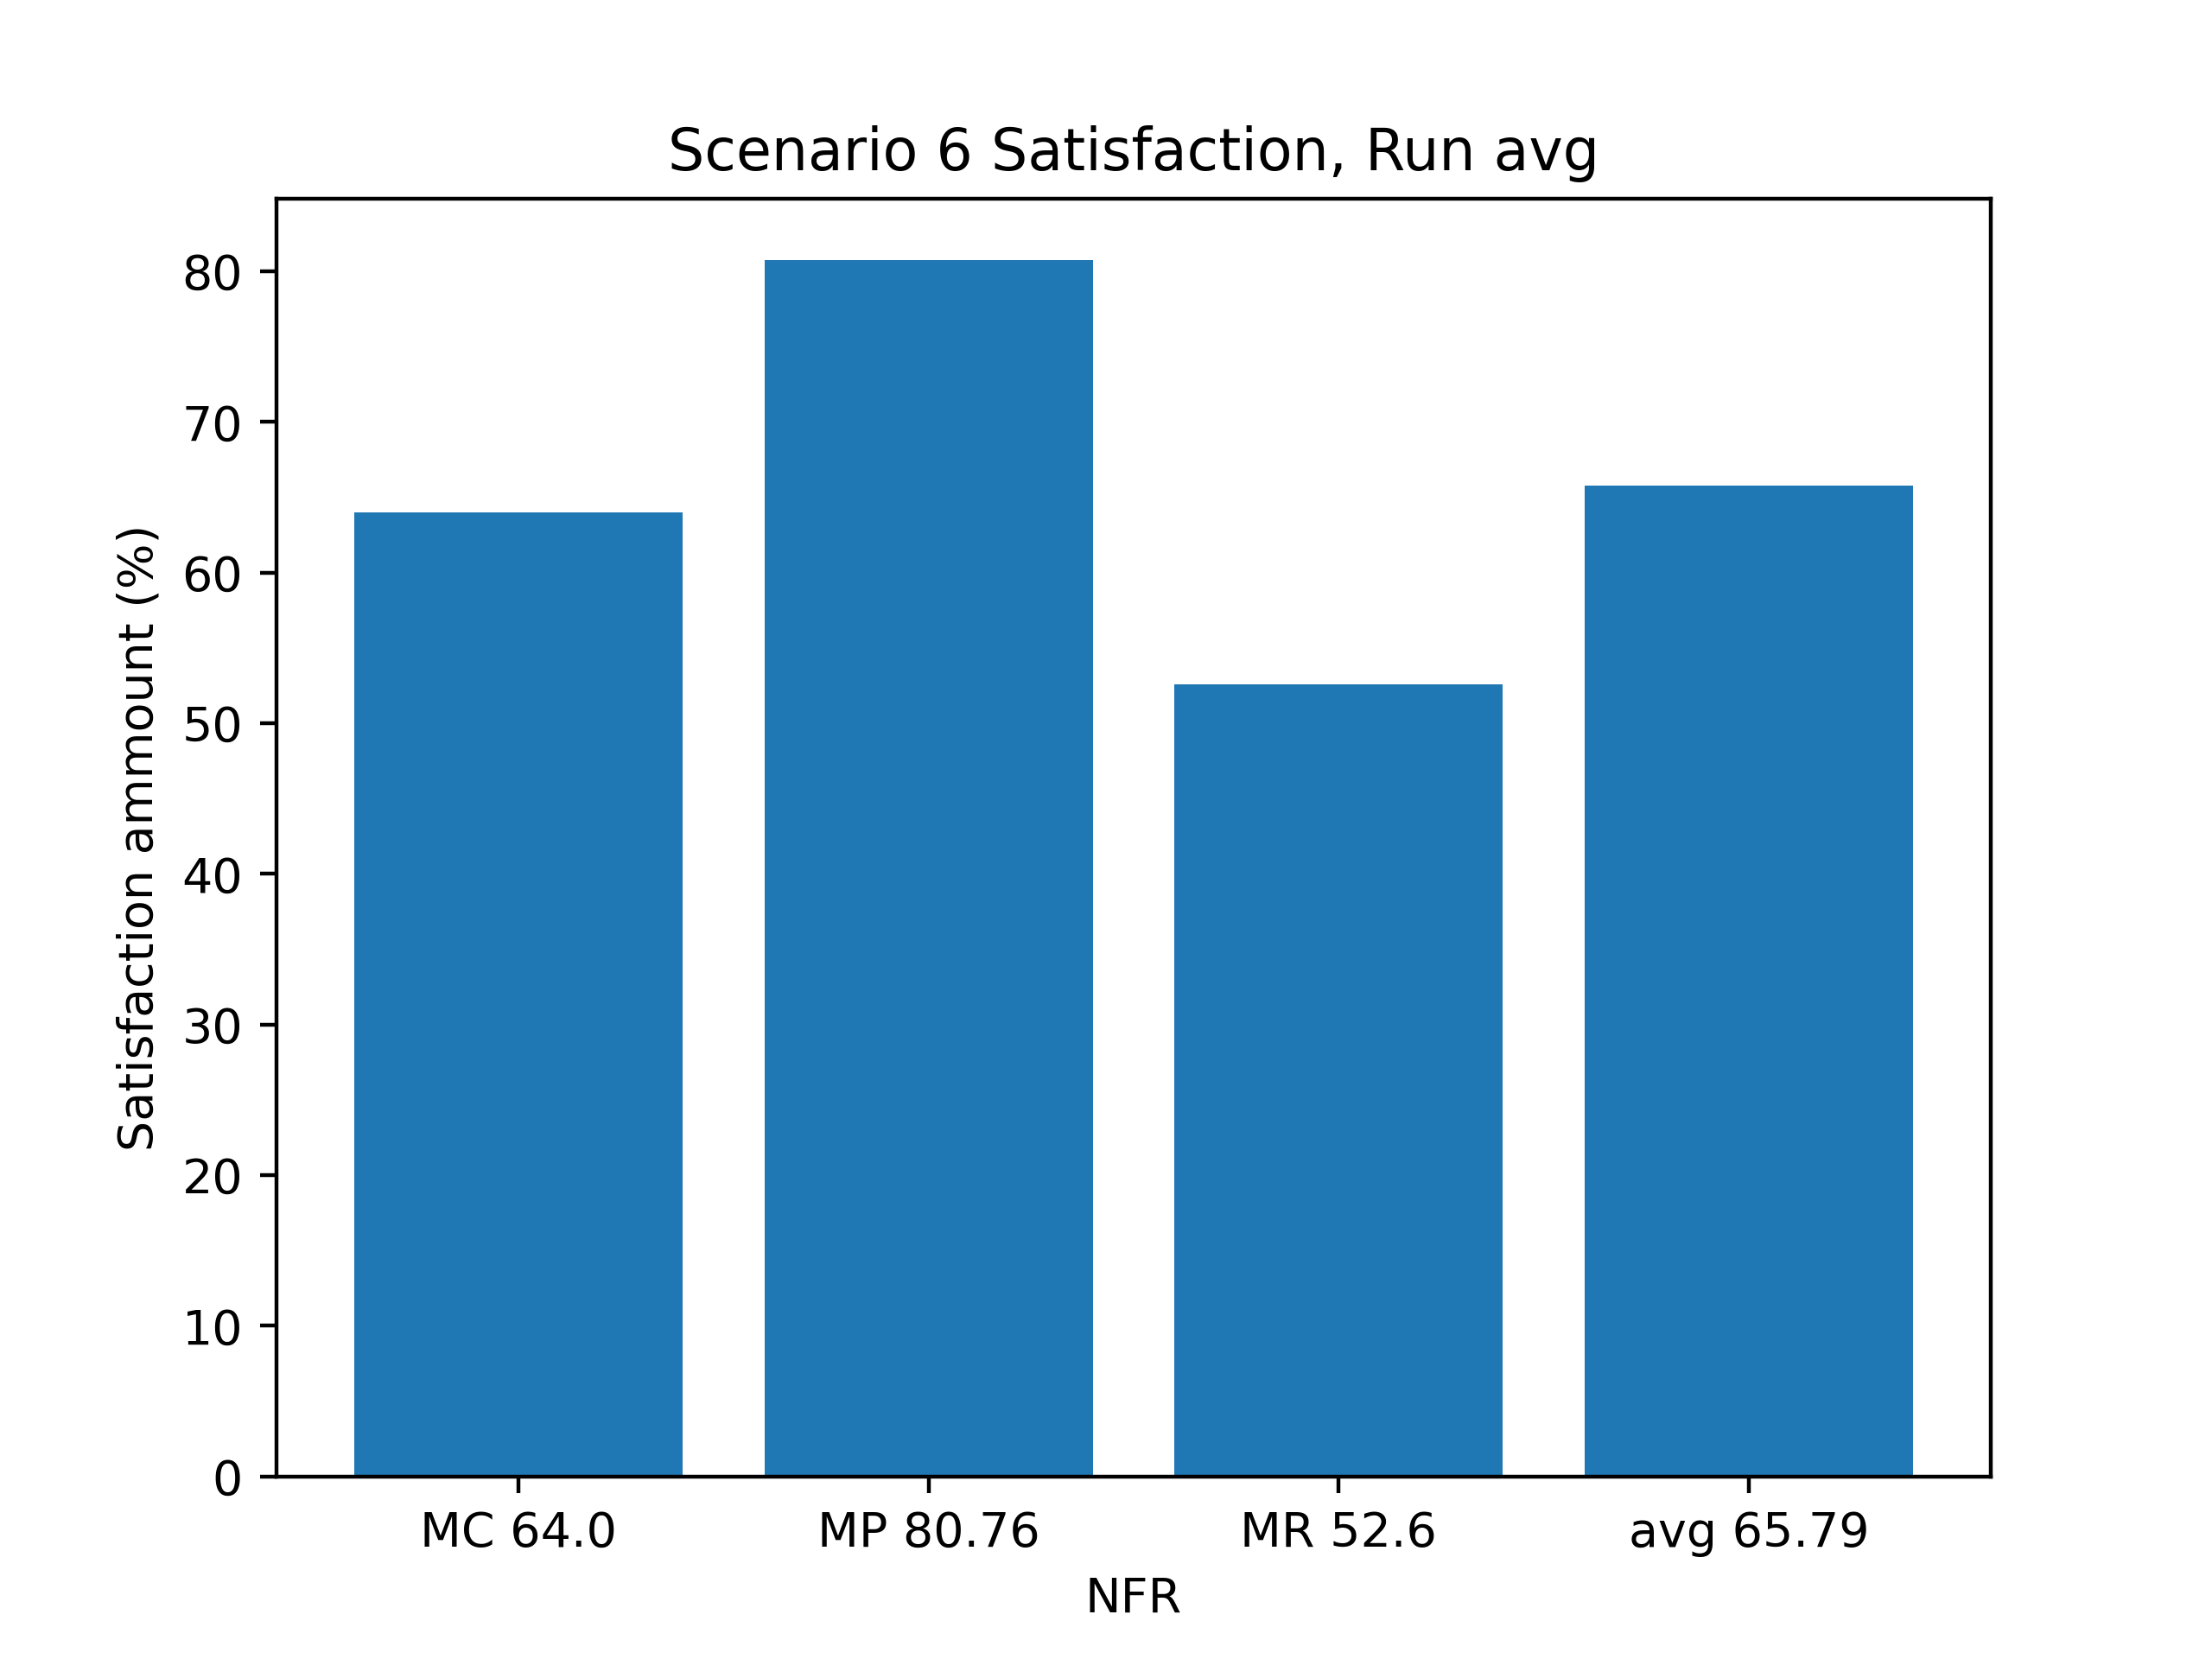 Scenario 6 Satisfaction, Run avg
Satisfaction ammount (%)
80
70
60
50
40
30
20
10
0
MC 64.0
MP 80.76
MR 52.6
avg 65.79
NFR